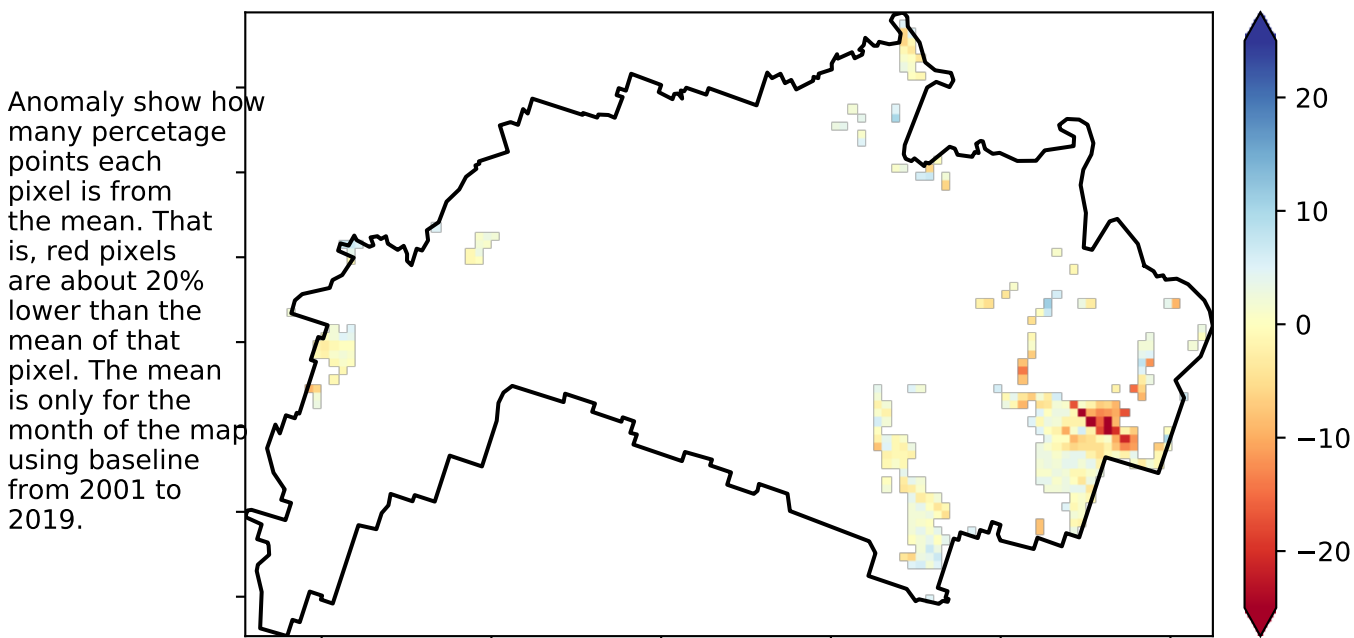 Anomaly show how
many percetage
points each
pixel is from
the mean. That
is, red pixels
are about 20%
lower than the
mean of that
pixel. The mean
is only for the
month of the map
using baseline
from 2001 to
2019.
20
10
0
−10
−20